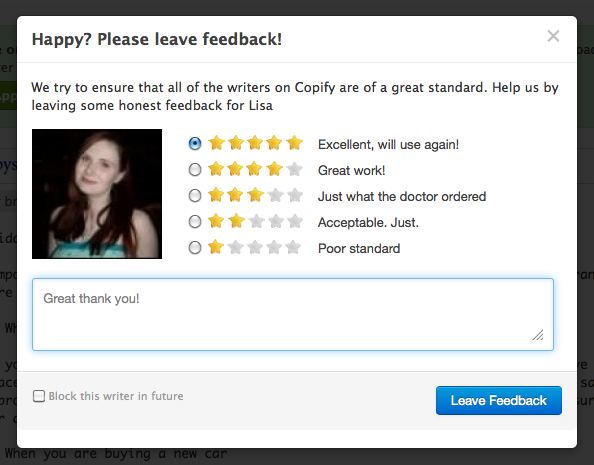 Happy? Please leave feedback!
We try to ensure that all of the writers on Copify are of a great standard. Help us by
leaving some honest feedback for Lisa
Excellent, will use again!
Great work!
Just what the doctor ordered
Acceptable. Just.
Poor standard
Great thank you!
Block this writer in future
Leave Feedback
When you are buying a new car